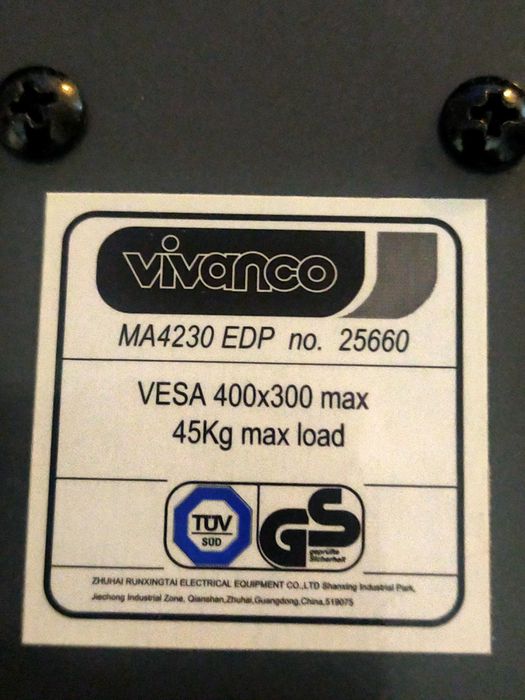 vivanco
MA4230 EDP no. 25660
VESA 400x300 max
45Kg max load
TÜV
SÜD
GS
geprüfte
Sicherheit
ZHUHAI RUNXINGTAI ELECTRICAL EQUIPMENT CO.,LTD Shanxing Industrial Park,
Jiechong Industrial Zone, Qianshan,Zhuhai,Guangdong,China,519075